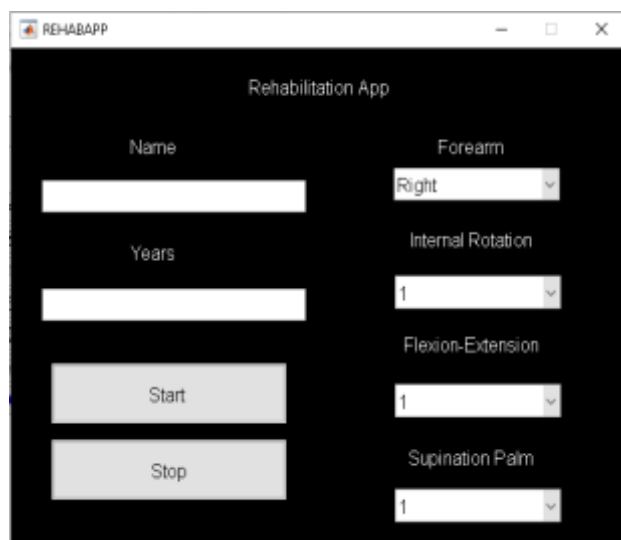 REHABAPP
Rehabilitation App
Name
Forearm
Right
Years
Internal Rotation
1
Flexion-Extension
1
Start
Stop
Supination Palm
1